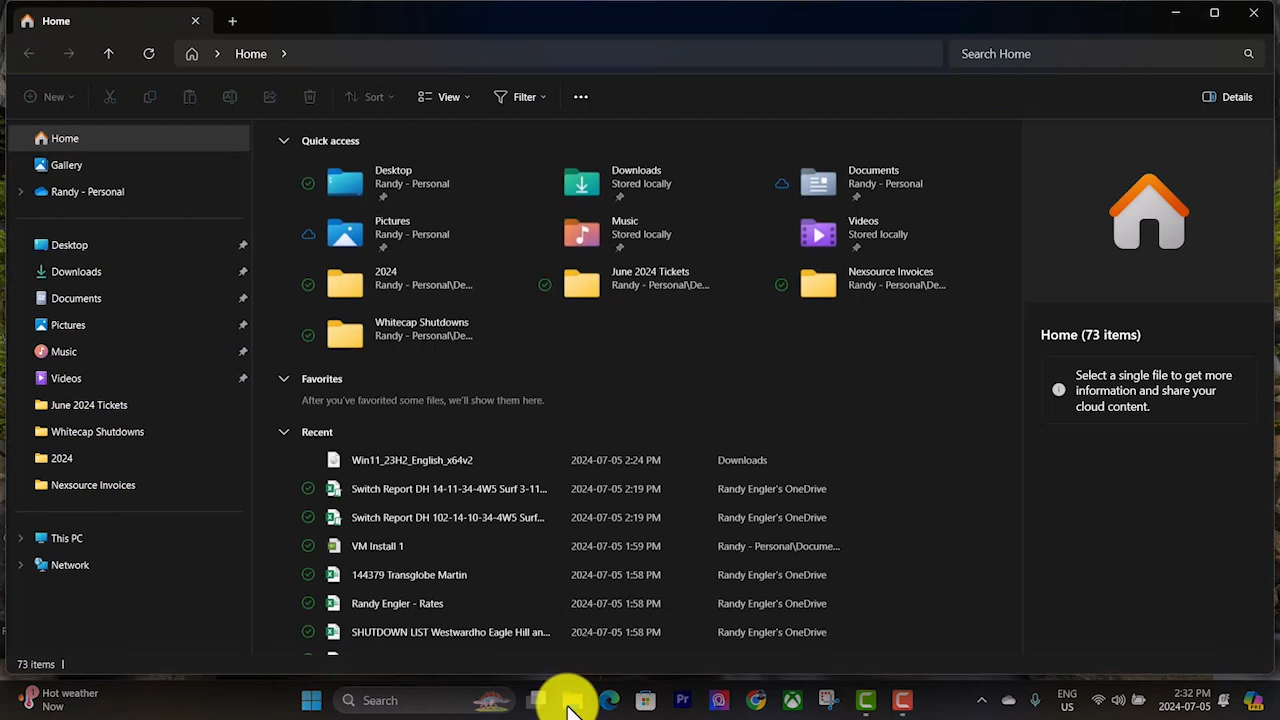 Home
Home
Search Home
New
Sort
View
Filter
Details
Home
Gallery
Randy - Personal
Desktop
Downloads
Documents
Pictures
Music
Videos
June 2024 Tickets
Whitecap Shutdowns
2024
Nexsource Invoices
This PC
Network
Quick access
Desktop
Randy - Personal
Downloads
Stored locally
Documents
Randy - Personal
Pictures
Randy - Personal
Music
Stored locally
Videos
Stored locally
2024
Randy - Personal\De...
June 2024 Tickets
Randy - Personal\De...
Nexsource Invoices
Randy - Personal\De...
Whitecap Shutdowns
Randy - Personal\De...
Favorites
After you've favorited some files, we'll show them here.
Recent
Win11_23H2_English_x64v2 2024-07-05 2:24 PM Downloads
Switch Report DH 14-11-34-4W5 Surf 3-11... 2024-07-05 2:19 PM Randy Engler's OneDrive
Switch Report DH 102-14-10-34-4W5 Surf... 2024-07-05 2:19 PM Randy Engler's OneDrive
VM Install 1 2024-07-05 1:59 PM Randy - Personal\Docume...
144379 Transglobe Martin 2024-07-05 1:58 PM Randy Engler's OneDrive
Randy Engler - Rates 2024-07-05 1:58 PM Randy Engler's OneDrive
SHUTDOWN LIST Westwardho Eagle Hill an... 2024-07-05 1:58 PM Randy Engler's OneDrive
Home (73 items)
Select a single file to get more
information and share your
cloud content.
73 items
Hot weather
Now
Search
Pr
ENG
US
2:32 PM
2024-07-05